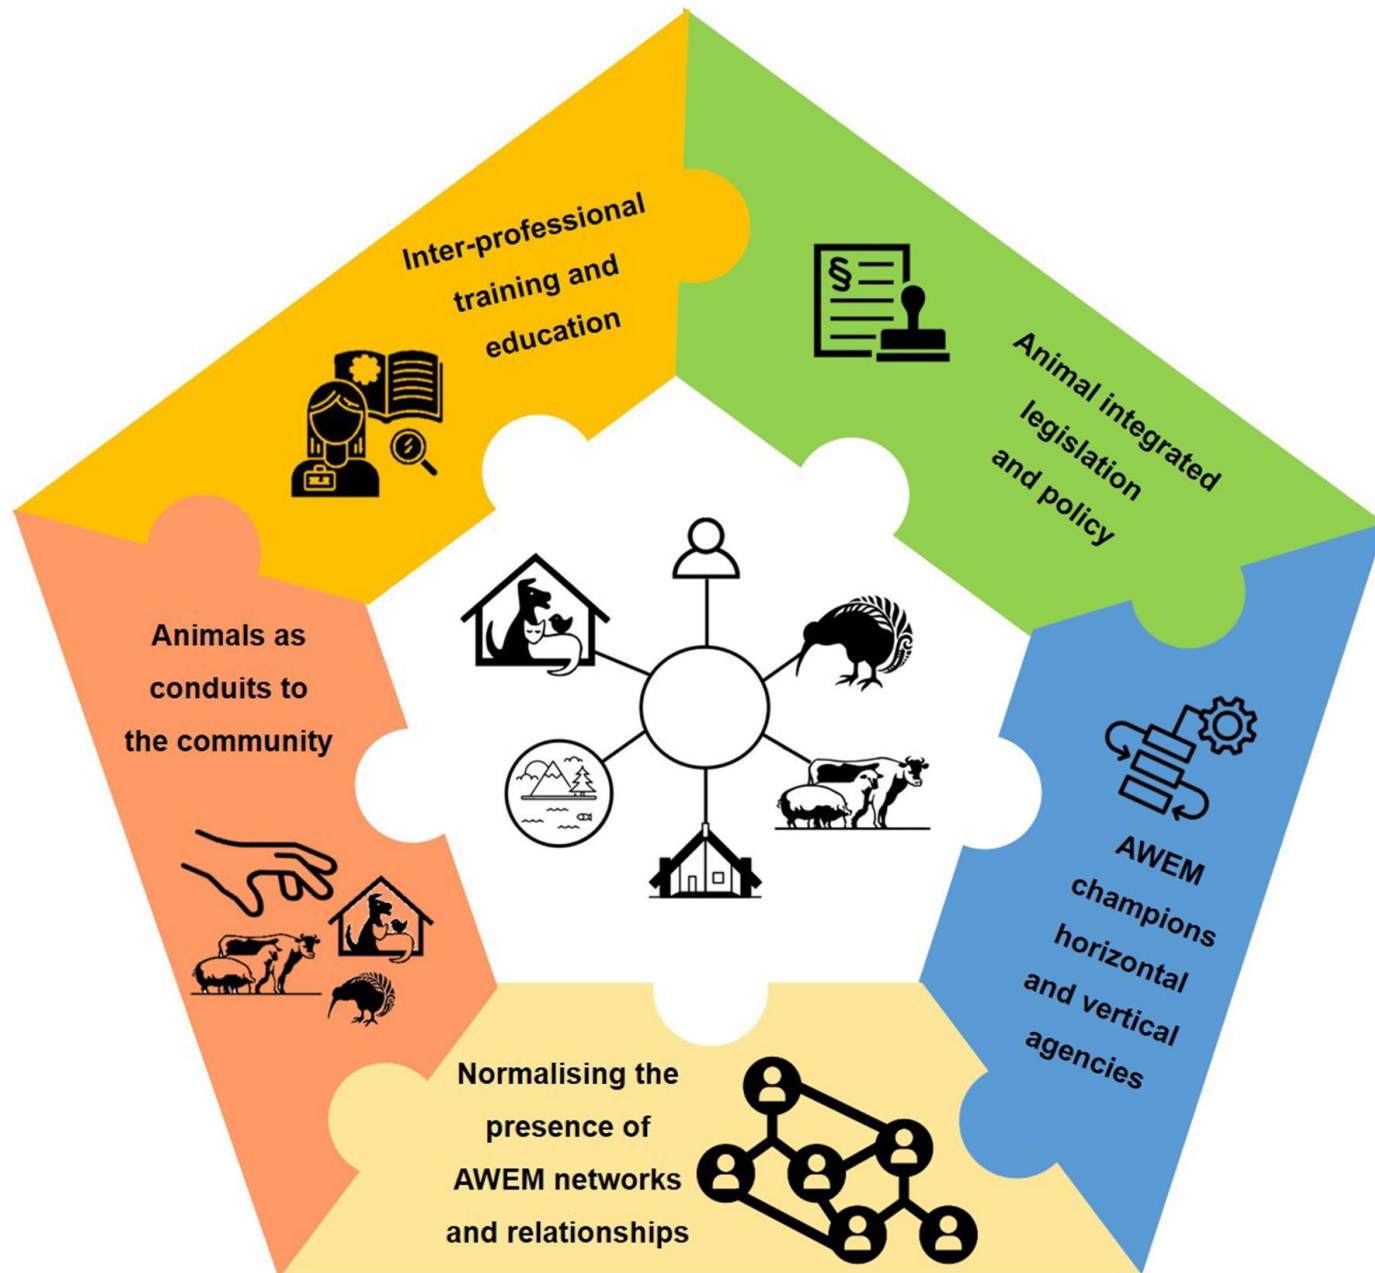 Inter-professional
training and
education
Animal integrated
legislation
and policy
AWEM
champions
horizontal
and vertical
agencies
Normalising the
presence of
AWEM networks
and relationships
Animals as
conduits to
the community
§